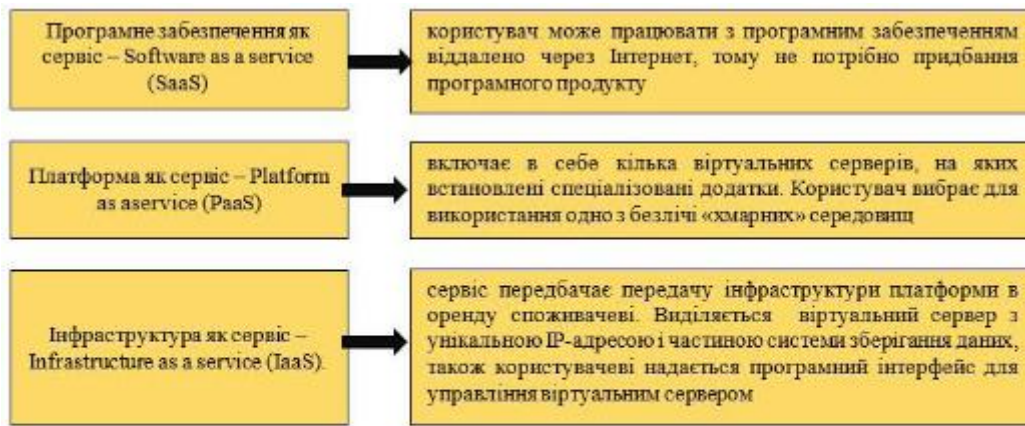 Програмне забезпечення як
сервіс – Software as a service
(SaaS)
користувач може працювати з програмним забезпеченням
віддалено через Інтернет, тому не потрібно придбання
програмного продукту
Платформа як сервіс – Platform
as aservice (PaaS)
включає в себе кілька віртуальних серверів, на яких
встановлені спеціалізовані додатки. Користувач вибрає для
використання одно з безлічі «хмарних» середовищ
Інфраструктура як сервіс –
Infrastructure as a service (IaaS).
сервіс передбачає передачу інфраструктури платформи в
оренду споживачеві. Виділяється віртуальний сервер з
унікальною IP-адресою і частиною системи зберігання даних,
також користувачеві надається програмний інтерфейс для
управління віртуальним сервером